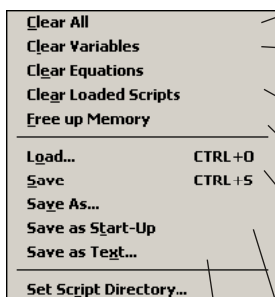 Clear All
Clear Variables
Clear Equations
Clear Loaded Scripts
Free up Memory
Load... CTRL+O
Save CTRL+S
Save As...
Save as Start-Up
Save as Text...
Set Script Directory...